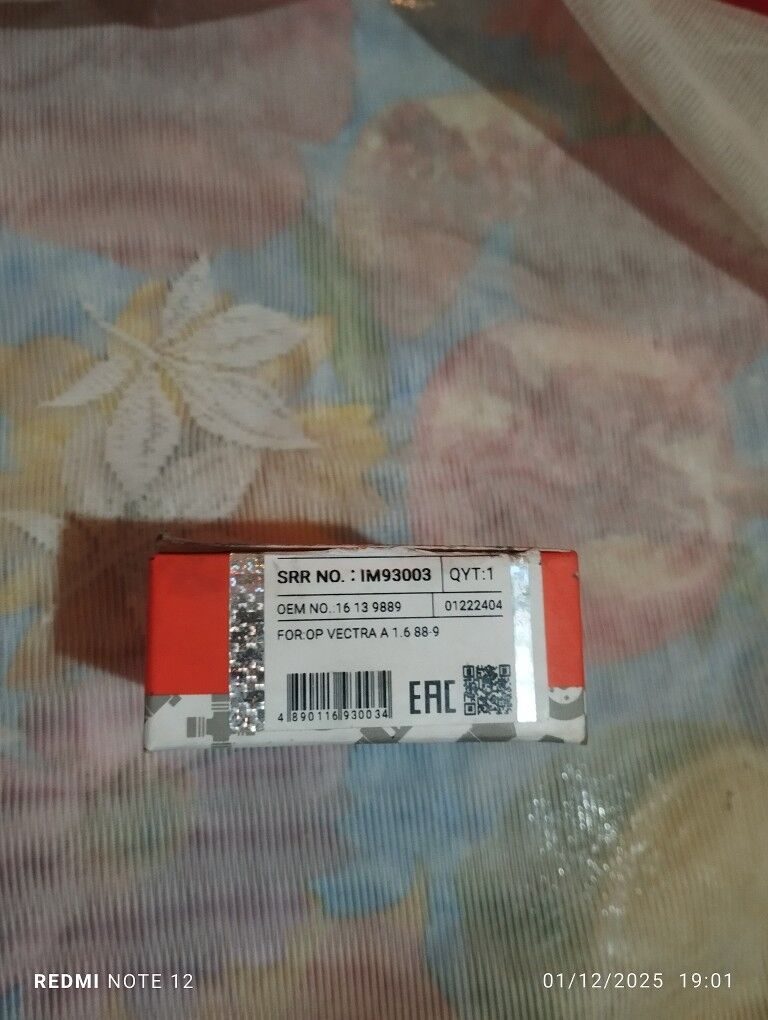 SRR NO. : IM93003 QYT:1
OEM NO.:16 13 9889 01222404
FOR:OP VECTRA A 1.6 88-9
4 890116 930034 EAC
REDMI NOTE 12 01/12/2025 19:01